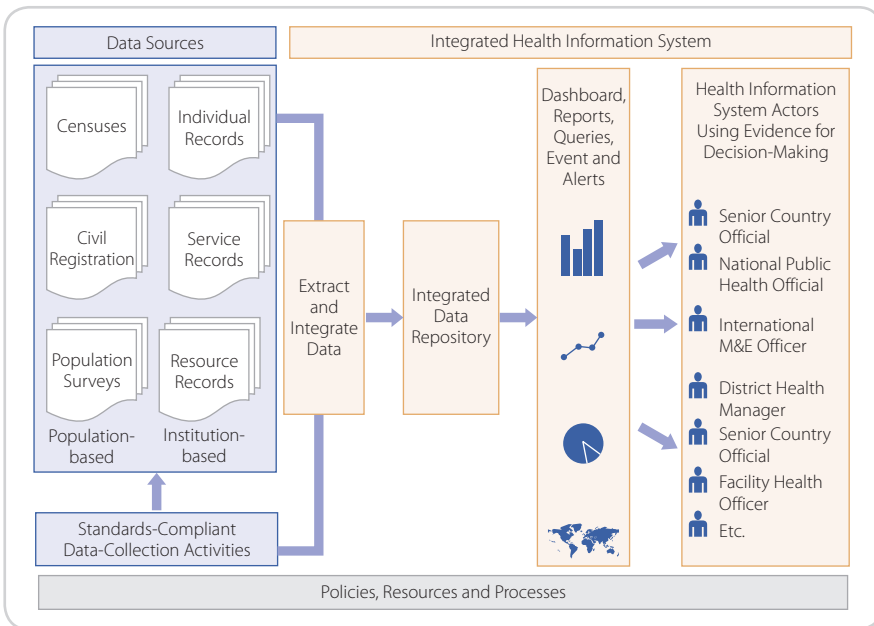 Data Sources
Integrated Health Information System
Censuses
Individual
Records
Civil
Registration
Service
Records
Population
Surveys
Resource
Records
Population-
based
Institution-
based
Standards-Compliant
Data-Collection Activities
Extract
and
Integrate
Data
Integrated
Data
Repository
Dashboard,
Reports,
Queries,
Event and
Alerts
Health Information
System Actors
Using Evidence for
Decision-Making
Senior Country
Official
National Public
Health Official
International
M&E Officer
District Health
Manager
Senior Country
Official
Facility Health
Officer
Etc.
Policies, Resources and Processes